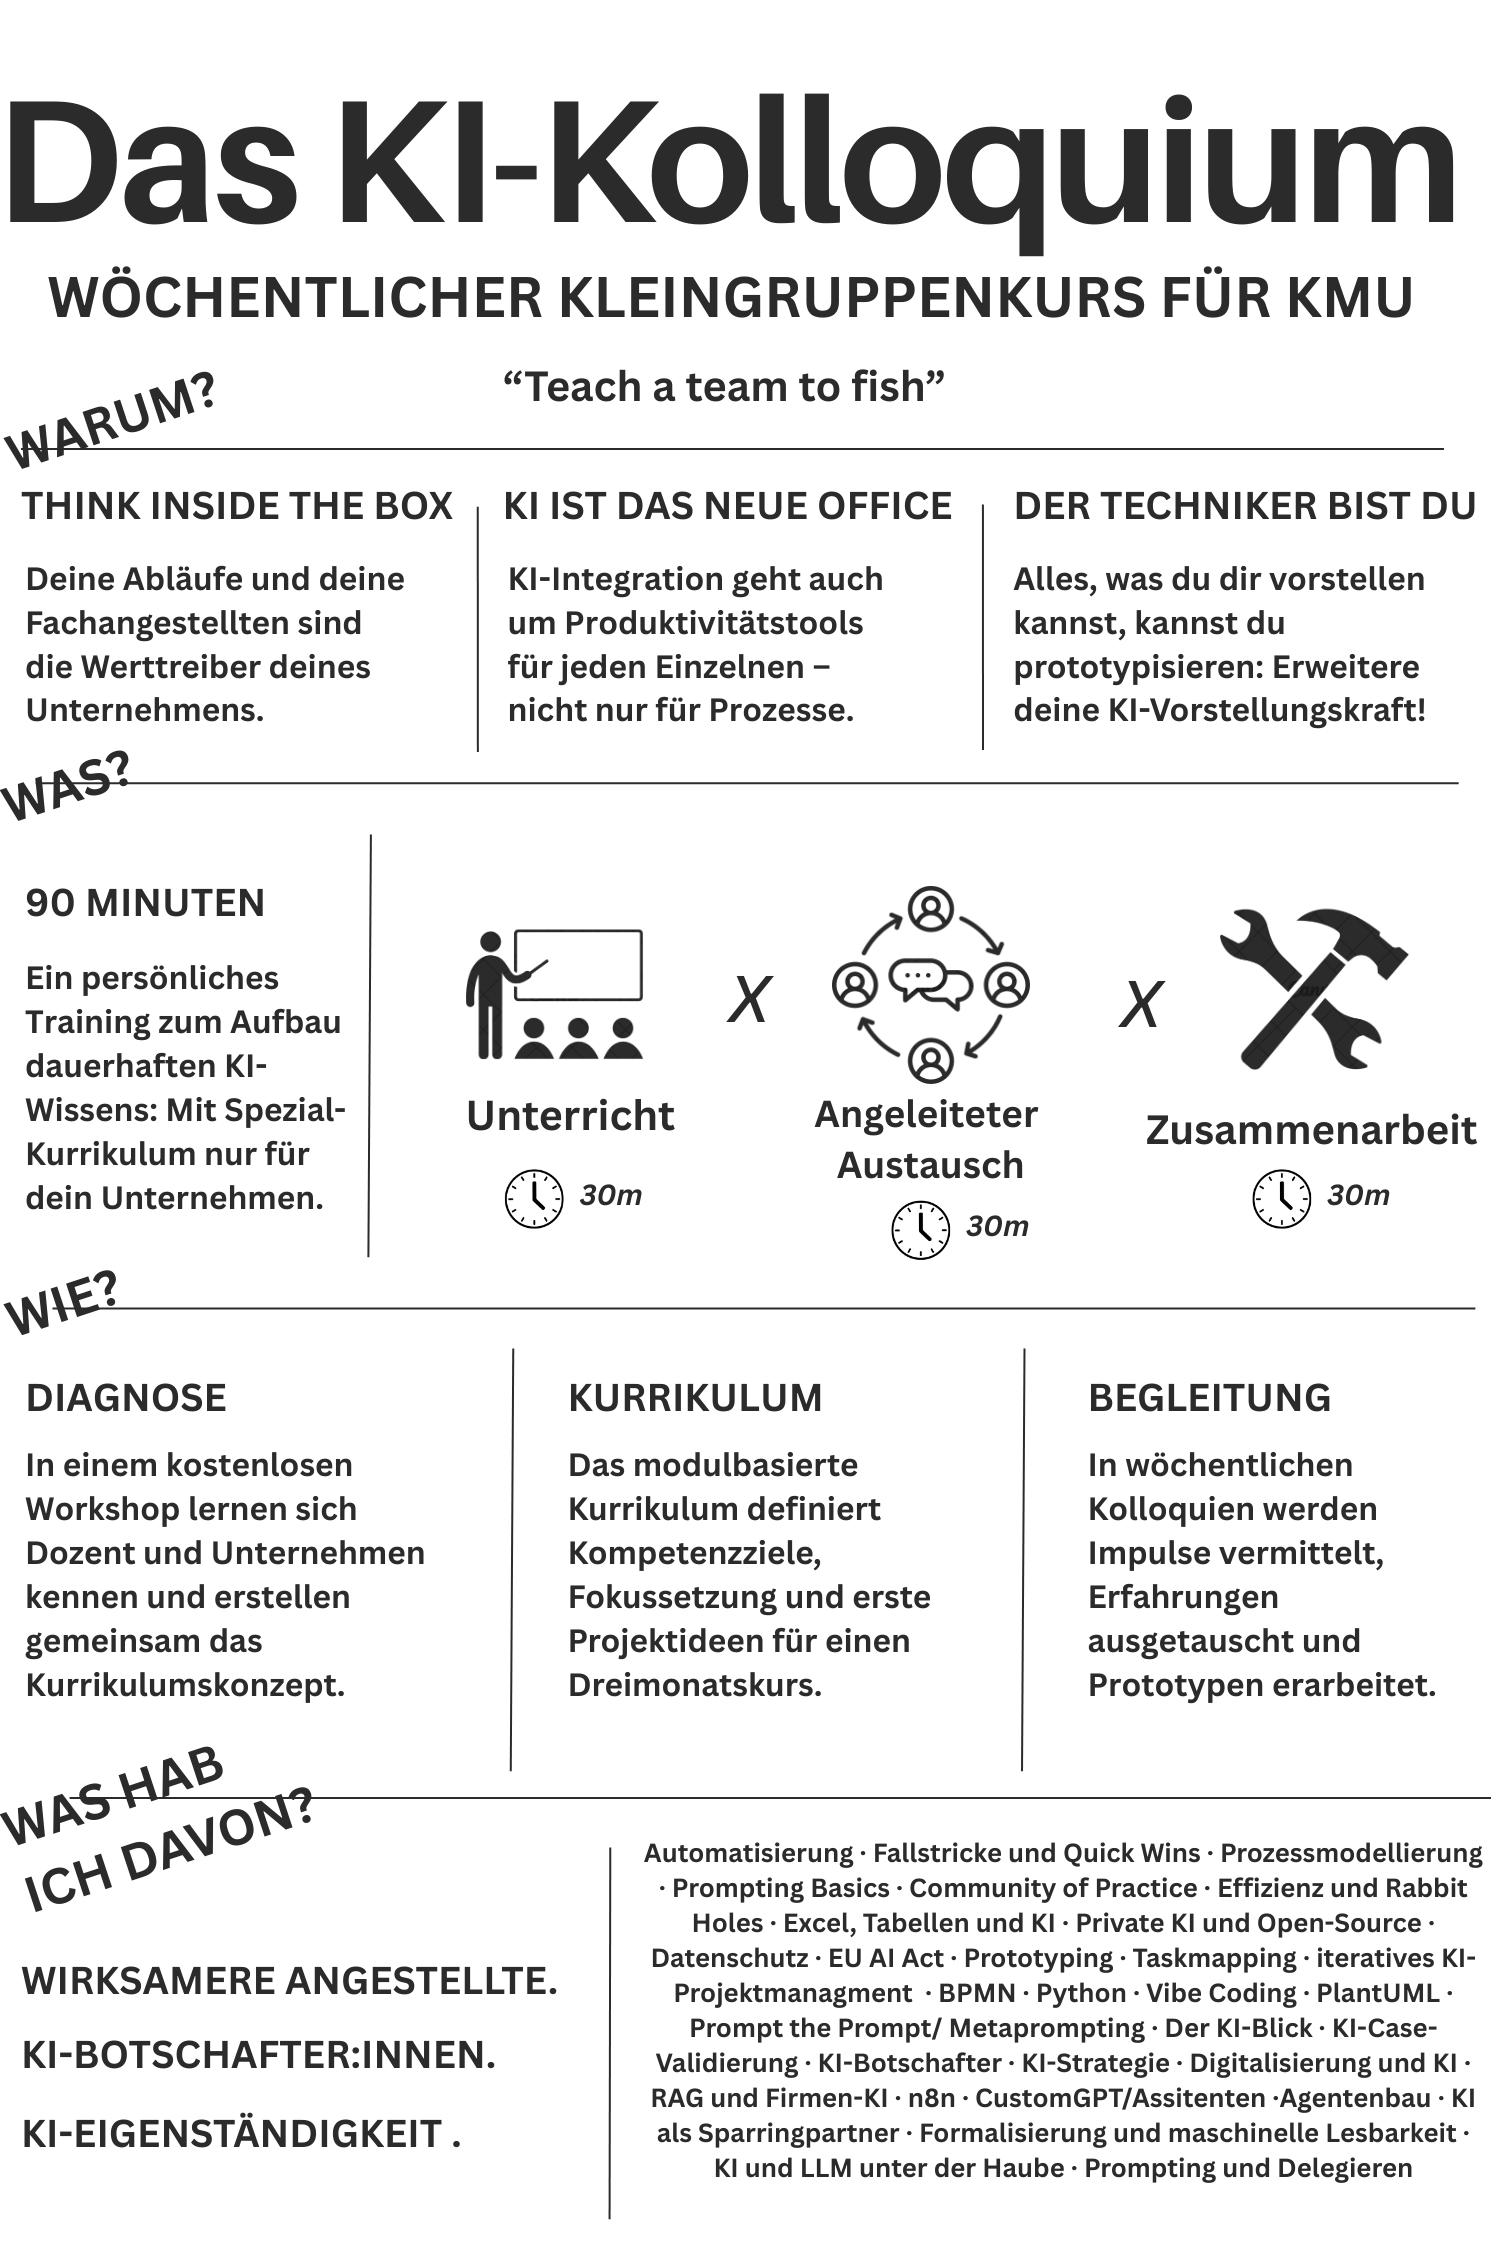 Das KI-Kolloquium
WÖCHENTLICHER KLEINGRUPPENKURS FÜR KMU
“Teach a team to fish”
WARUM?
THINK INSIDE THE BOX
Deine Abläufe und deine
Fachangestellten sind
die Werttreiber deines
Unternehmens.
KI IST DAS NEUE OFFICE
KI-Integration geht auch
um Produktivitätstools
für jeden Einzelnen –
nicht nur für Prozesse.
DER TECHNIKER BIST DU
Alles, was du dir vorstellen
kannst, kannst du
prototypisieren: Erweitere
deine KI-Vorstellungskraft!
WAS?
90 MINUTEN
Ein persönliches
Training zum Aufbau
dauerhaften KI-
Wissens: Mit Spezial-
Kurrikulum nur für
dein Unternehmen.
Unterricht
30m
X
Angeleiteter
Austausch
30m
X
Zusammenarbeit
30m
WIE?
DIAGNOSE
In einem kostenlosen
Workshop lernen sich
Dozent und Unternehmen
kennen und erstellen
gemeinsam das
Kurrikulumskonzept.
KURRIKULUM
Das modulbasierte
Kurrikulum definiert
Kompetenzziele,
Fokussetzung und erste
Projektideen für einen
Dreimonatskurs.
BEGLEITUNG
In wöchentlichen
Kolloquien werden
Impulse vermittelt,
Erfahrungen
ausgetauscht und
Prototypen erarbeitet.
WAS HAB
ICH DAVON?
WIRKSAMERE ANGESTELLTE.
KI-BOTSCHAFTER:INNEN.
KI-EIGENSTÄNDIGKEIT .
Automatisierung · Fallstricke und Quick Wins · Prozessmodellierung
· Prompting Basics · Community of Practice · Effizienz und Rabbit
Holes · Excel, Tabellen und KI · Private KI und Open-Source ·
Datenschutz · EU AI Act · Prototyping · Taskmapping · iteratives KI-
Projektmanagment · BPMN · Python · Vibe Coding · PlantUML ·
Prompt the Prompt/ Metaprompting · Der KI-Blick · KI-Case-
Validierung · KI-Botschafter · KI-Strategie · Digitalisierung und KI ·
RAG und Firmen-KI · n8n · CustomGPT/Assitenten ·Agentenbau · KI
als Sparringpartner · Formalisierung und maschinelle Lesbarkeit ·
KI und LLM unter der Haube · Prompting und Delegieren